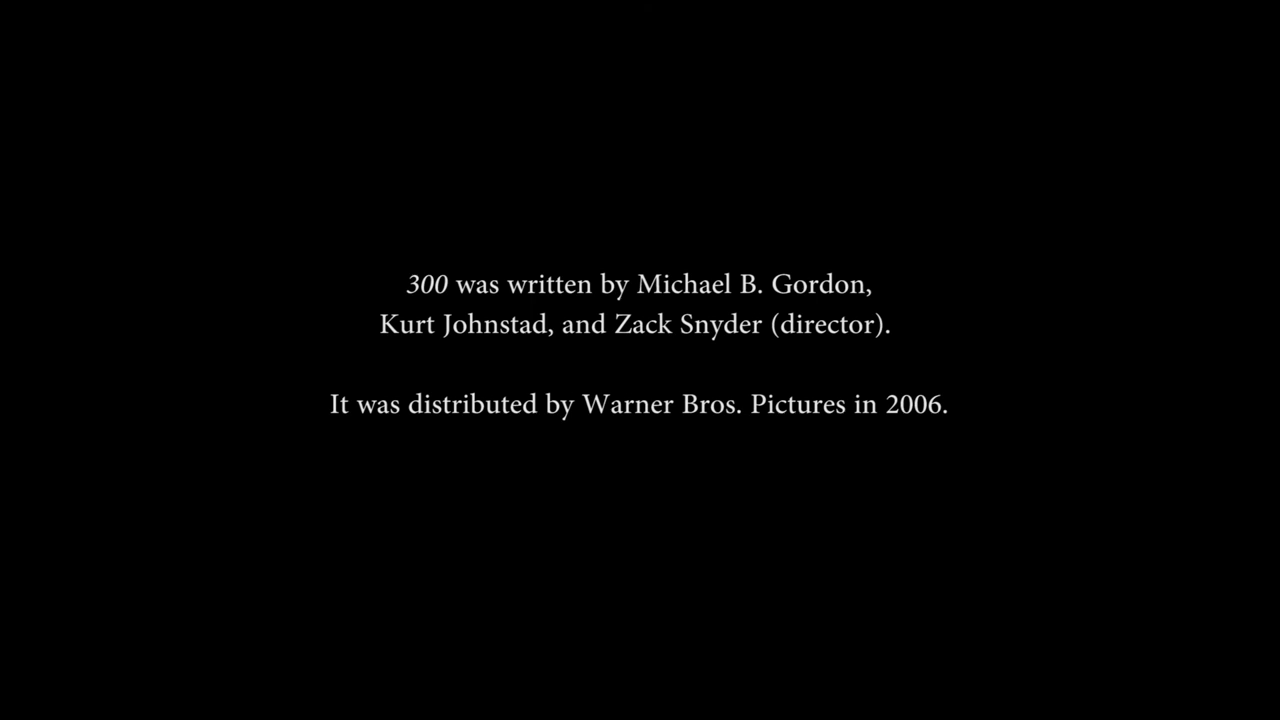 300 was written by Michael B. Gordon,
Kurt Johnstad, and Zack Snyder (director).
It was distributed by Warner Bros. Pictures in 2006.